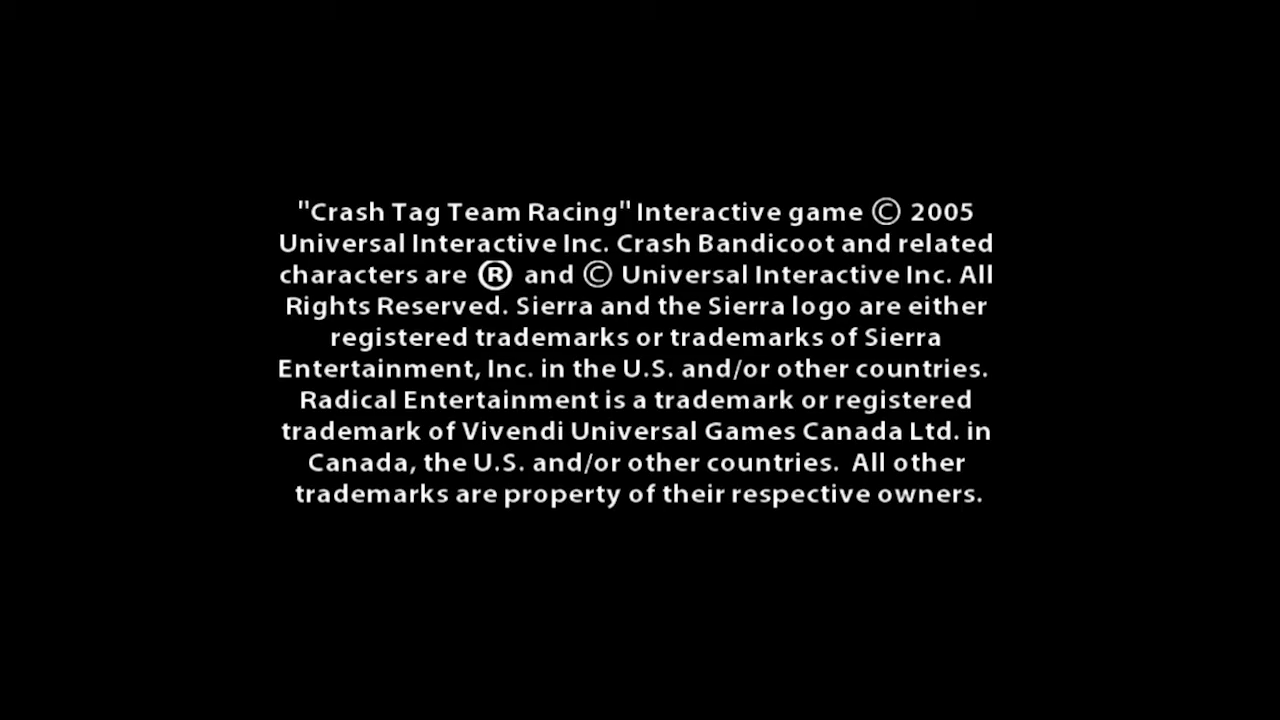 "Crash Tag Team Racing" Interactive game © 2005
Universal Interactive Inc. Crash Bandicoot and related
characters are ® and © Universal Interactive Inc. All
Rights Reserved. Sierra and the Sierra logo are either
registered trademarks or trademarks of Sierra
Entertainment, Inc. in the U.S. and/or other countries.
Radical Entertainment is a trademark or registered
trademark of Vivendi Universal Games Canada Ltd. in
Canada, the U.S. and/or other countries.  All other
trademarks are property of their respective owners.